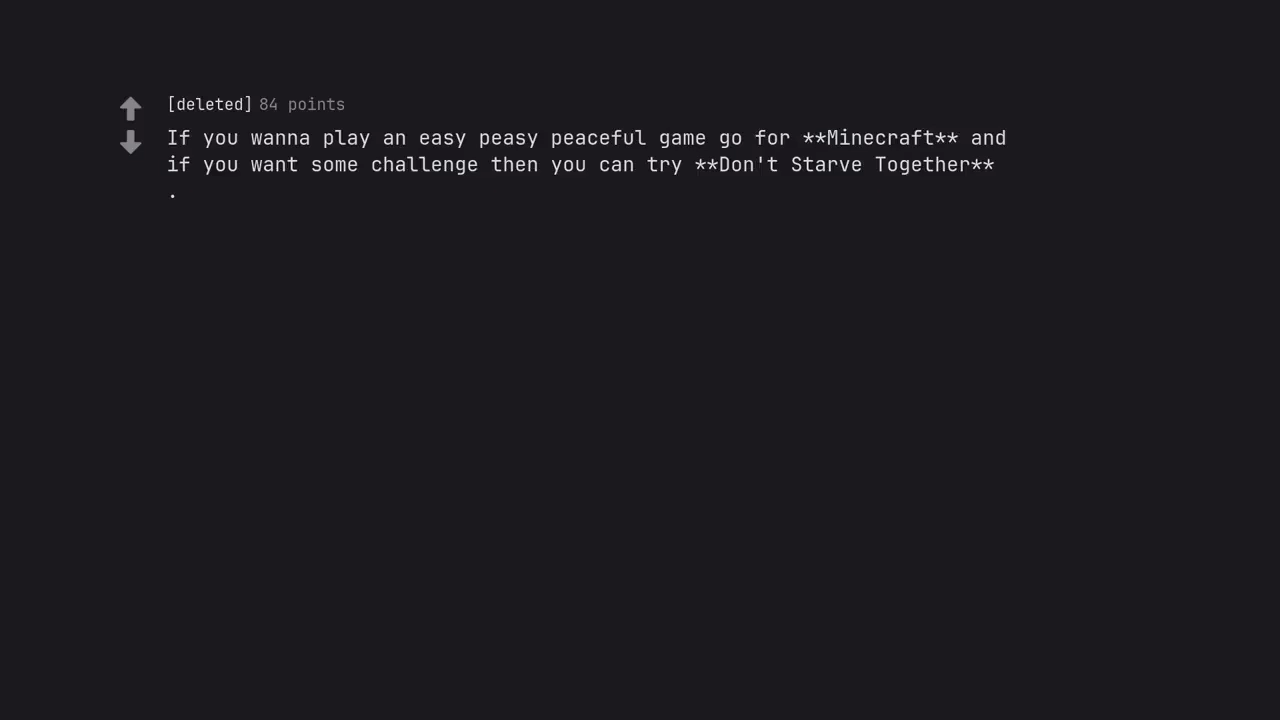 [deleted] 84 points
If you wanna play an easy peasy peaceful game go for **Minecraft** and
if you want some challenge then you can try **Don't Starve Together**
.